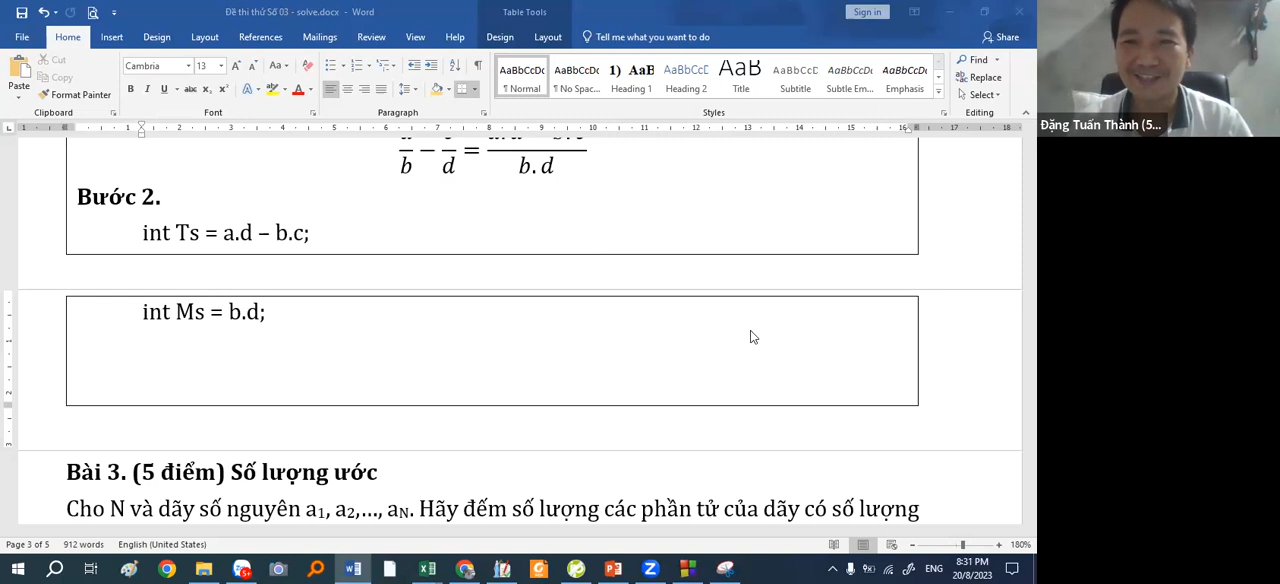 Đề thi thử Số 03 - solve.docx - Word
Table Tools
Sign in
File Home Insert Design Layout References Mailings Review View Help Design Layout Tell me what you want to do Share
Paste
Cut
Copy
Format Painter
Clipboard
Cambria 13
Font
Paragraph
AaBbCcDc AaBbCcDc 1) AaB AaBbCcD AaB AaBbCcD AaBbCcDc AaBbCcDc
¶ Normal ¶ No Spac... Heading 1 Heading 2 Title Subtitle Subtle Em... Emphasis
Styles
Find
Replace
Select
Editing
Đặng Tuấn Thành (5...
b − d = b. d
Bước 2.
int Ts = a.d – b.c;
int Ms = b.d;
Bài 3. (5 điểm) Số lượng ước
Cho N và dãy số nguyên a1, a2,..., aN. Hãy đếm số lượng các phần tử của dãy có số lượng
Page 3 of 5 912 words English (United States) 180%
ENG 8:31 PM
20/8/2023